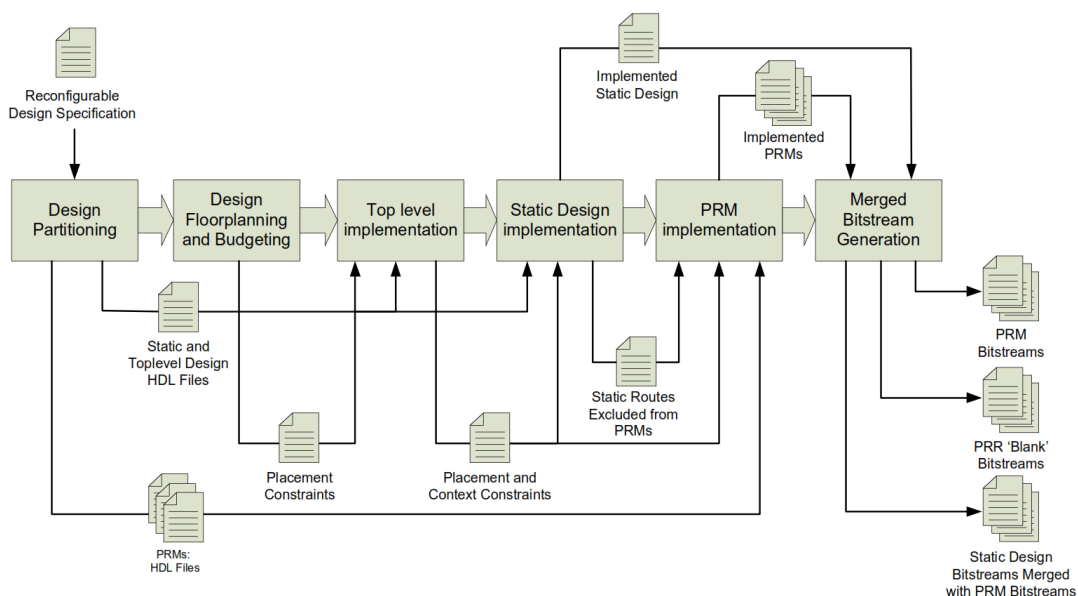 Implemented
Static Design
Reconfigurable
Design Specification
Implemented
PRMs
Design
Partitioning
Design
Floorplanning
and Budgeting
Top level
implementation
Static Design
implementation
PRM
implementation
Merged
Bitstream
Generation
Static and
Toplevel Design
HDL Files
PRM
Bitstreams
Static Routes
Excluded from
PRMs
PRR ‘Blank’
Bitstreams
Placement
Constraints
Placement and
Context Constraints
PRMs:
HDL Files
Static Design
Bitstreams Merged
with PRM Bitstreams